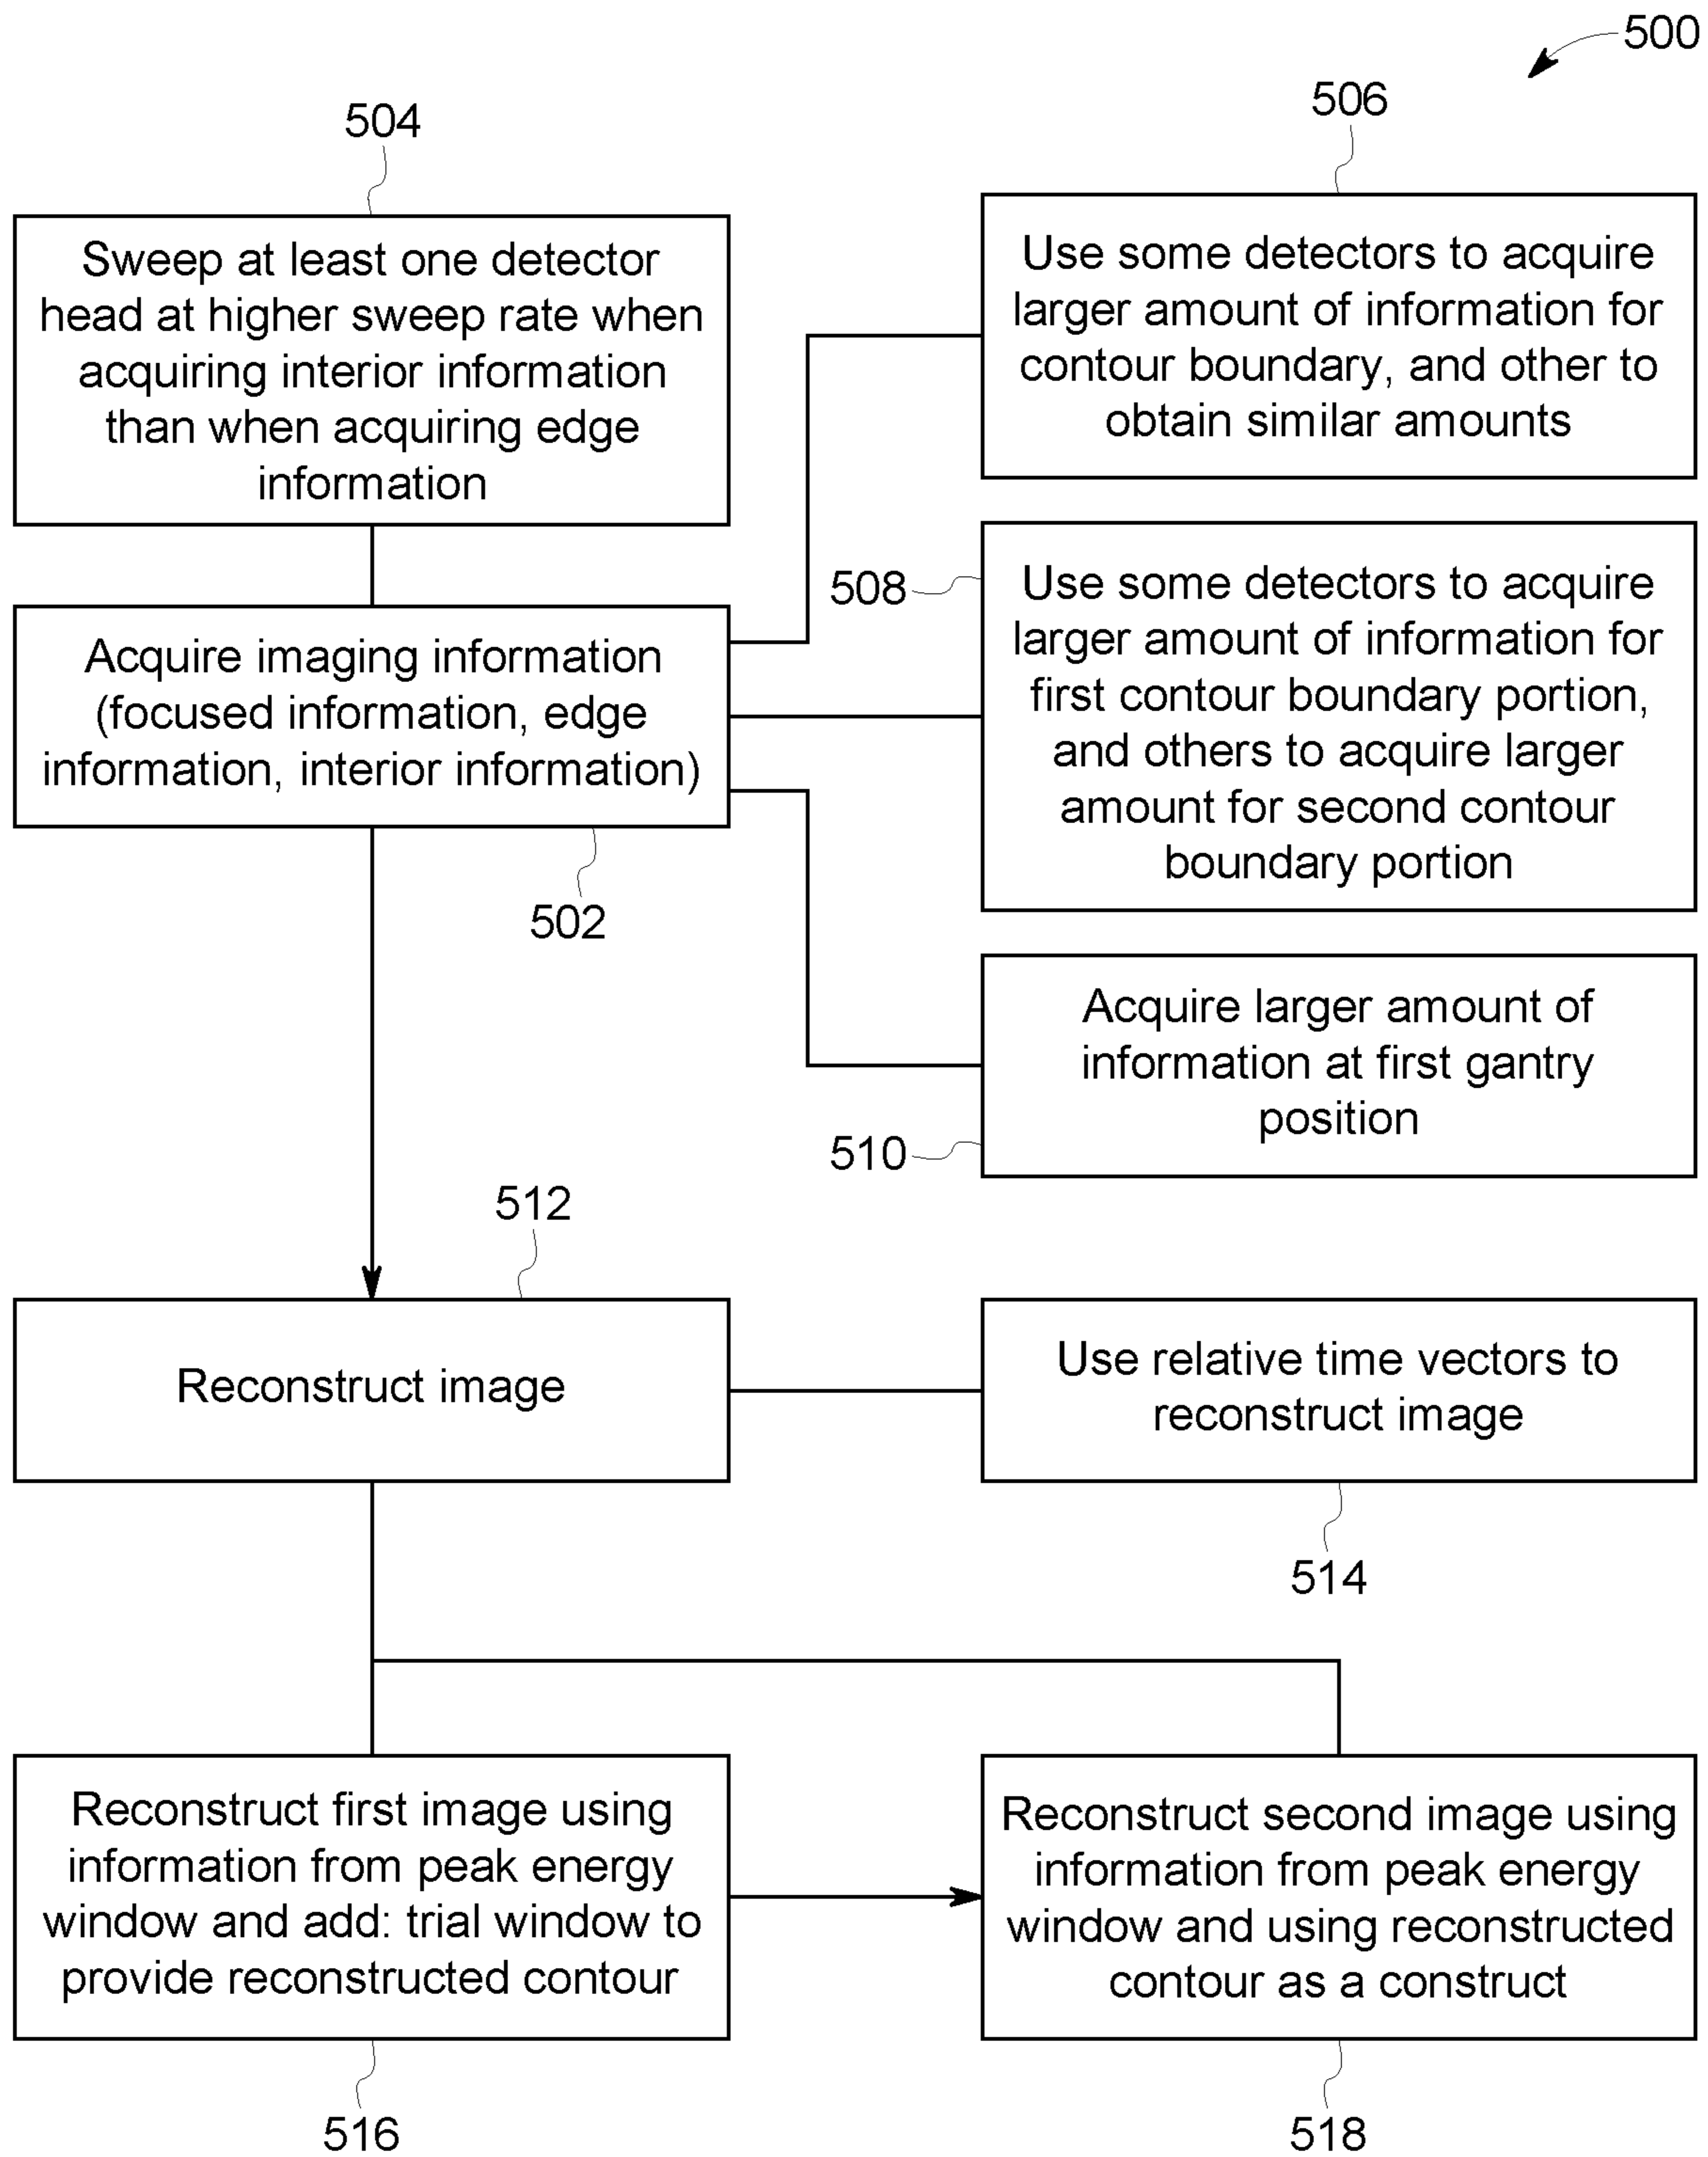 500
504
Sweep at least one detector
head at higher sweep rate when
acquiring interior information
than when acquiring edge
information
506
Use some detectors to acquire
larger amount of information for
contour boundary, and other to
obtain similar amounts
508
Use some detectors to acquire
larger amount of information for
first contour boundary portion,
and others to acquire larger
amount for second contour
boundary portion
Acquire imaging information
(focused information, edge
information, interior information)
502
Acquire larger amount of
information at first gantry
position
510
512
Reconstruct image
Use relative time vectors to
reconstruct image
514
Reconstruct first image using
information from peak energy
window and add: trial window to
provide reconstructed contour
516
Reconstruct second image using
information from peak energy
window and using reconstructed
contour as a construct
518